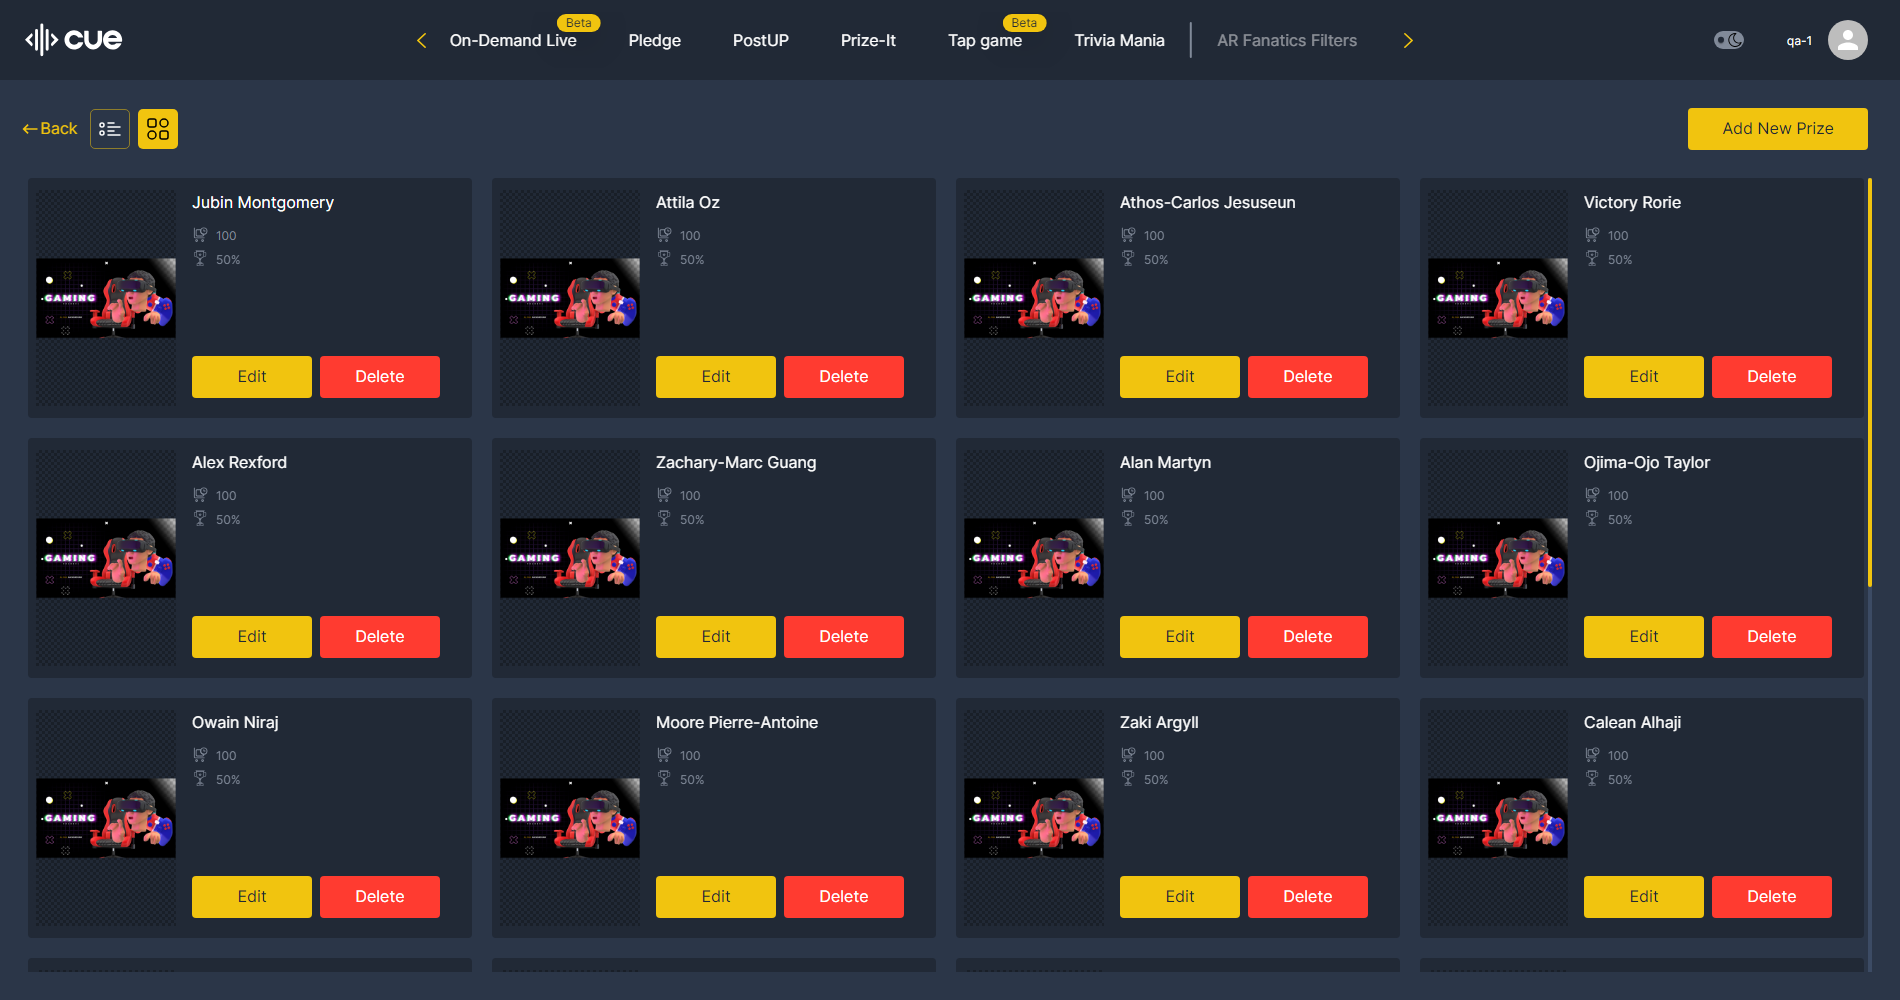 cue
On-Demand Live
Beta
Pledge
PostUP
Prize-It
Tap game
Beta
Trivia Mania
AR Fanatics Filters
qa-1
Back
Add New Prize
GAMING
Jubin Montgomery
100
50%
Edit
Delete
GAMING
Attila Oz
100
50%
Edit
Delete
GAMING
Athos-Carlos Jesuseun
100
50%
Edit
Delete
GAMING
Victory Rorie
100
50%
Edit
Delete
GAMING
Alex Rexford
100
50%
Edit
Delete
GAMING
Zachary-Marc Guang
100
50%
Edit
Delete
GAMING
Alan Martyn
100
50%
Edit
Delete
GAMING
Ojima-Ojo Taylor
100
50%
Edit
Delete
GAMING
Owain Niraj
100
50%
Edit
Delete
GAMING
Moore Pierre-Antoine
100
50%
Edit
Delete
GAMING
Zaki Argyll
100
50%
Edit
Delete
GAMING
Calean Alhaji
100
50%
Edit
Delete